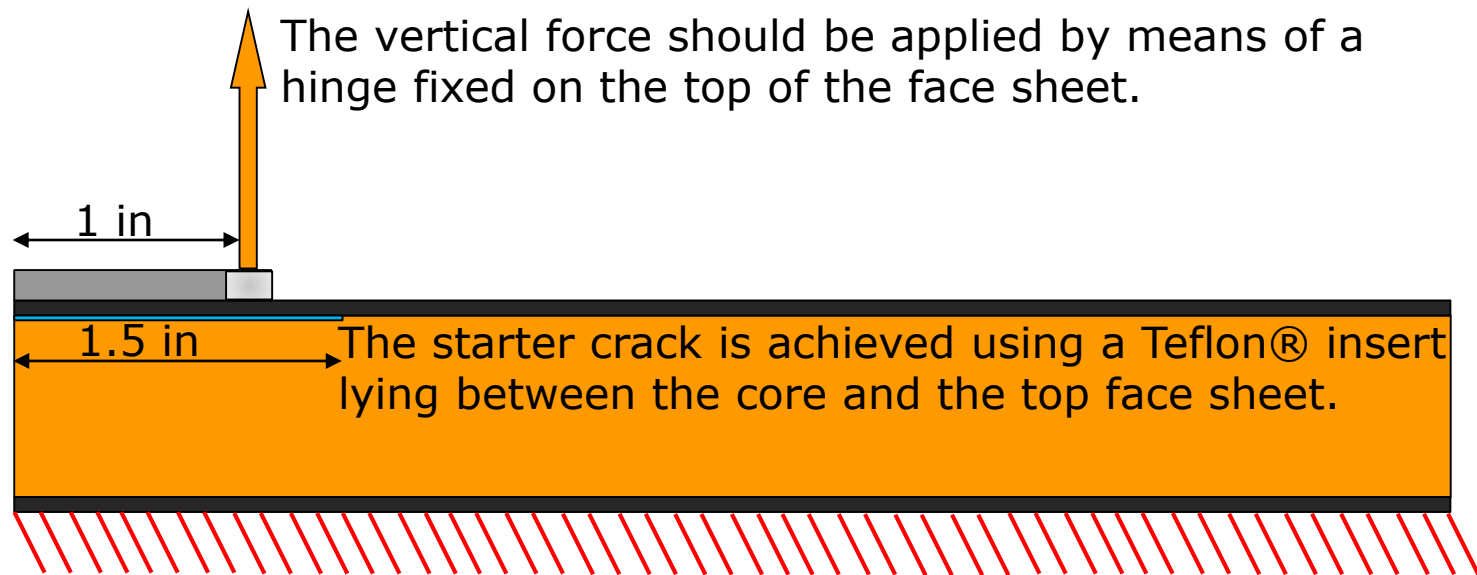 The vertical force should be applied by means of a
hinge fixed on the top of the face sheet.
1 in
1.5 in
The starter crack is achieved using a Teflon® insert
lying between the core and the top face sheet.